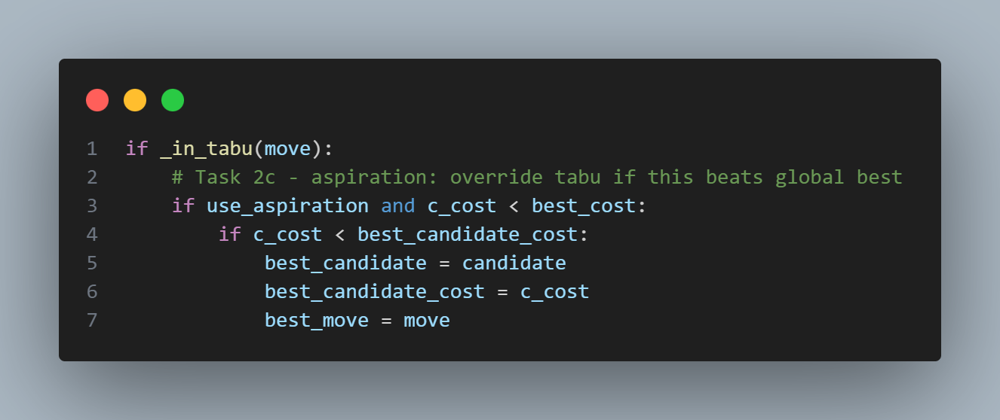 1 if _in_tabu(move):
2     # Task 2c - aspiration: override tabu if this beats global best
3     if use_aspiration and c_cost < best_cost:
4         if c_cost < best_candidate_cost:
5             best_candidate = candidate
6             best_candidate_cost = c_cost
7             best_move = move